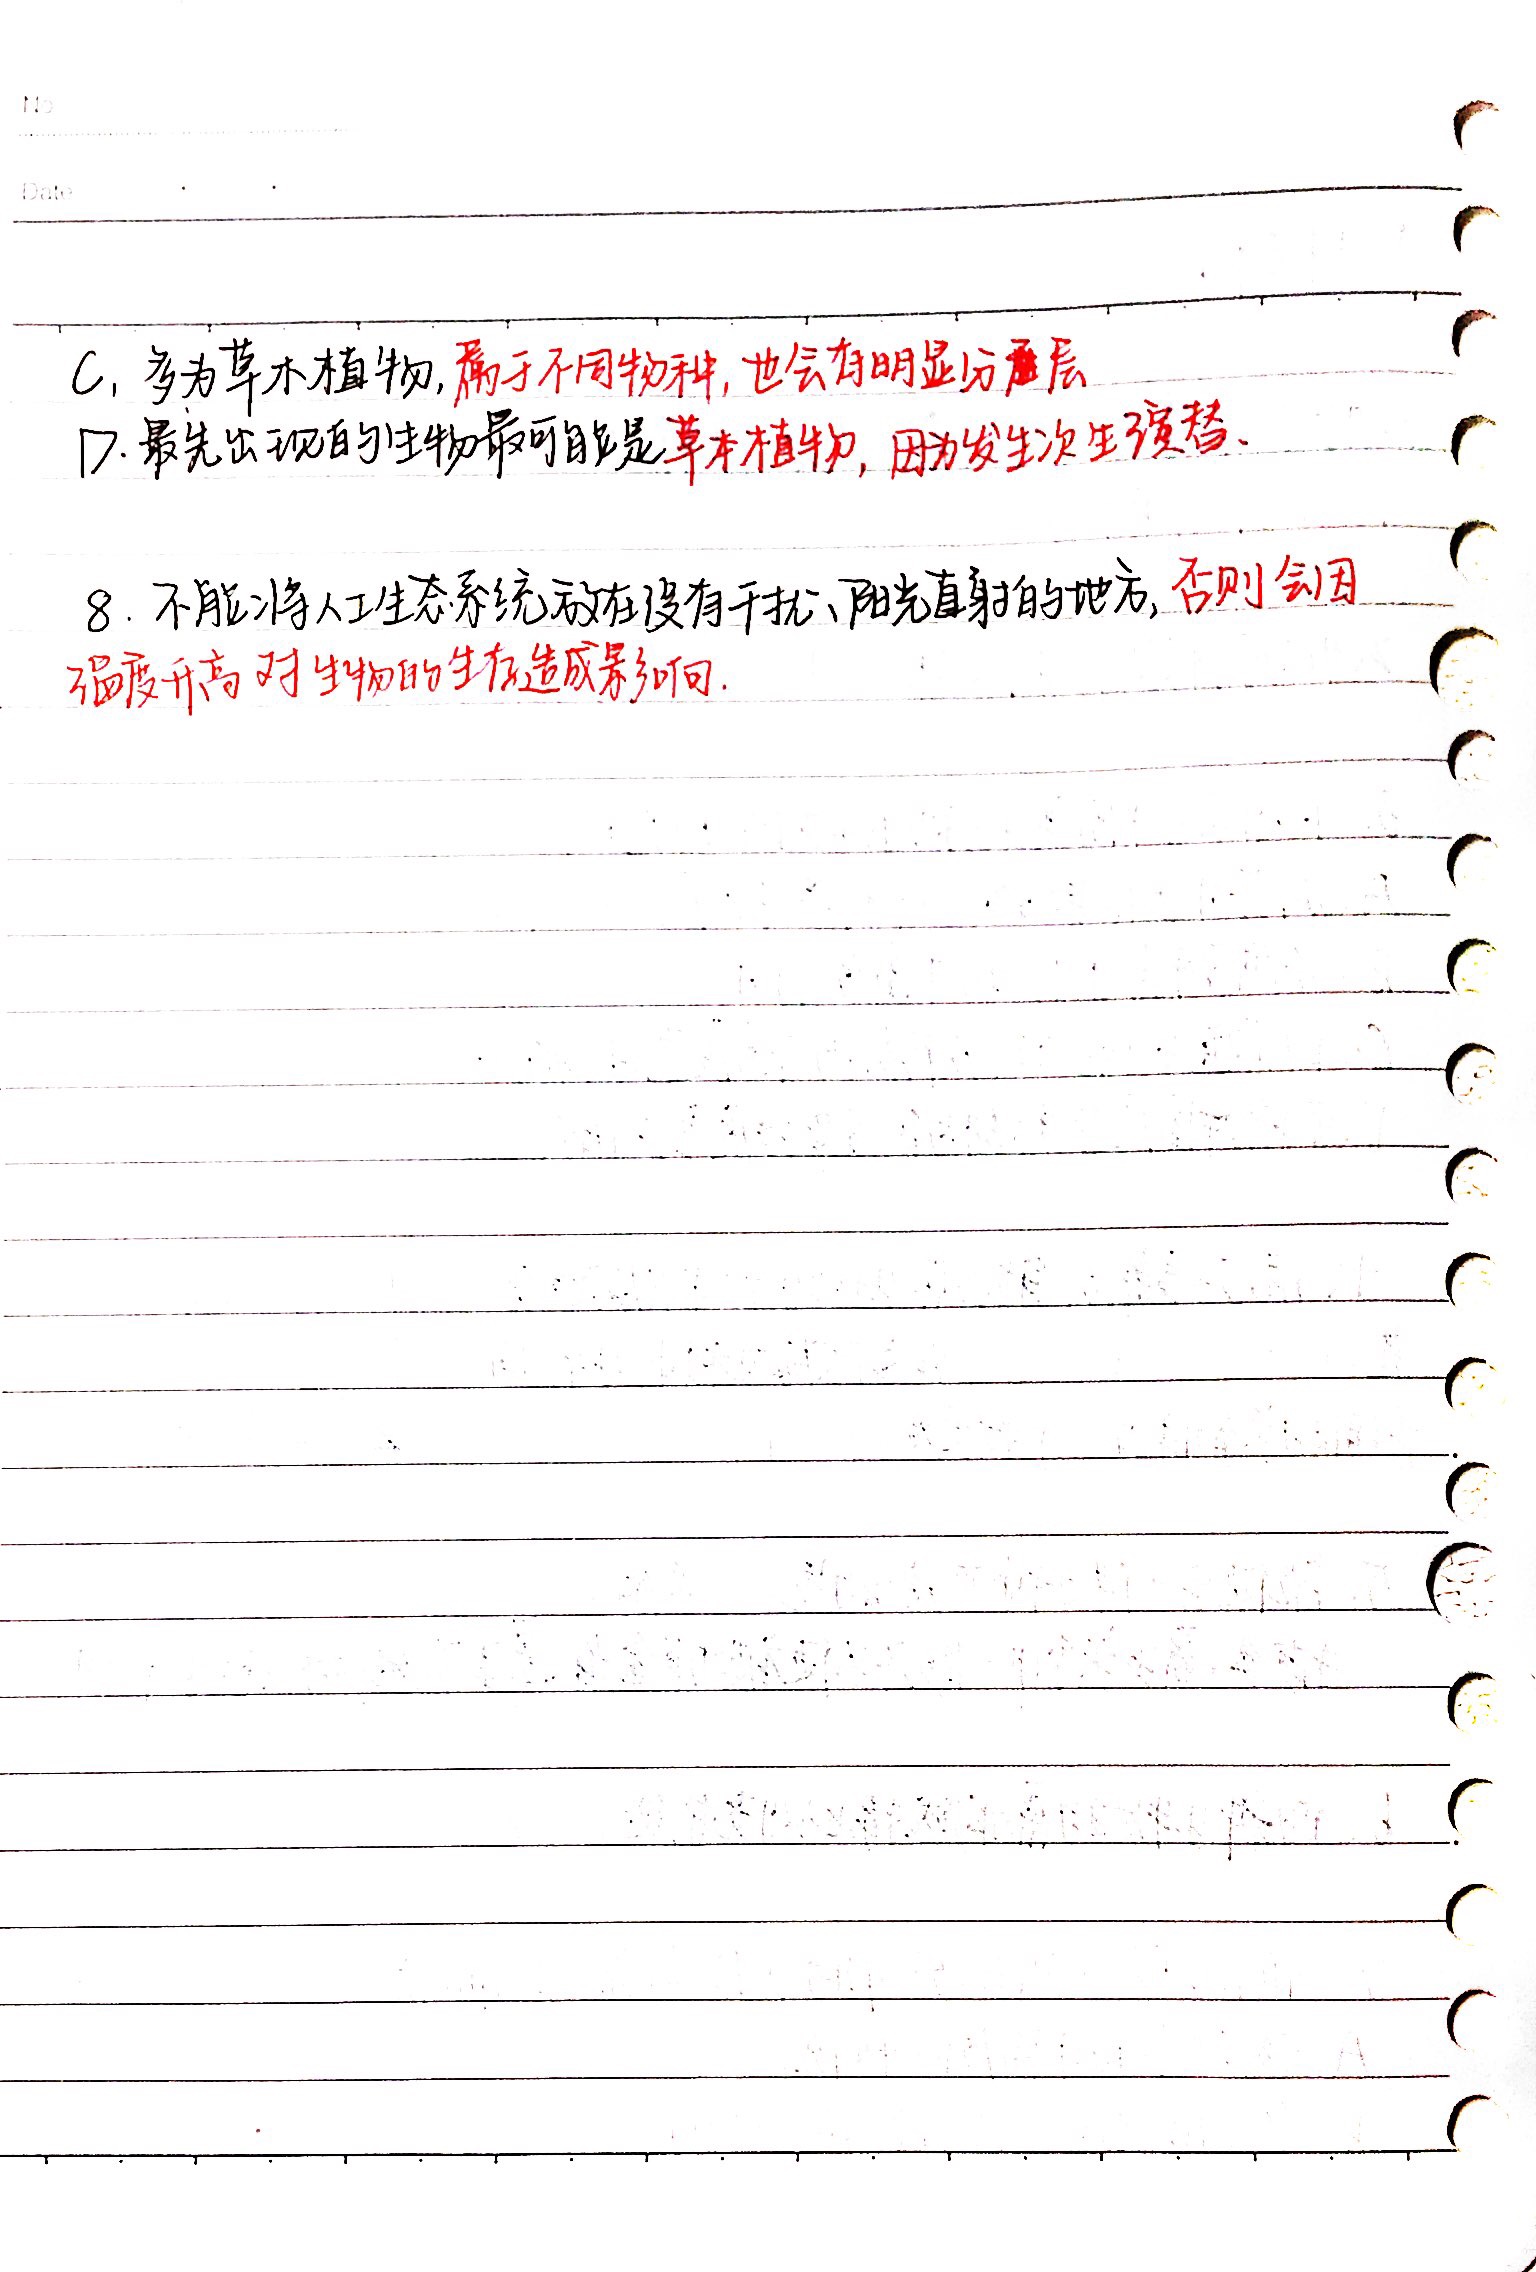 No
Date
C. 多为草木植物,属于不同物种,也会有明显分层
D. 最先出现的生物最可能是草本植物,因为发生次生演替、
8. 不能将人工生态系统放在没有干扰、阳光直射的地方,否则会因
温度升高对生物的生存造成影响.